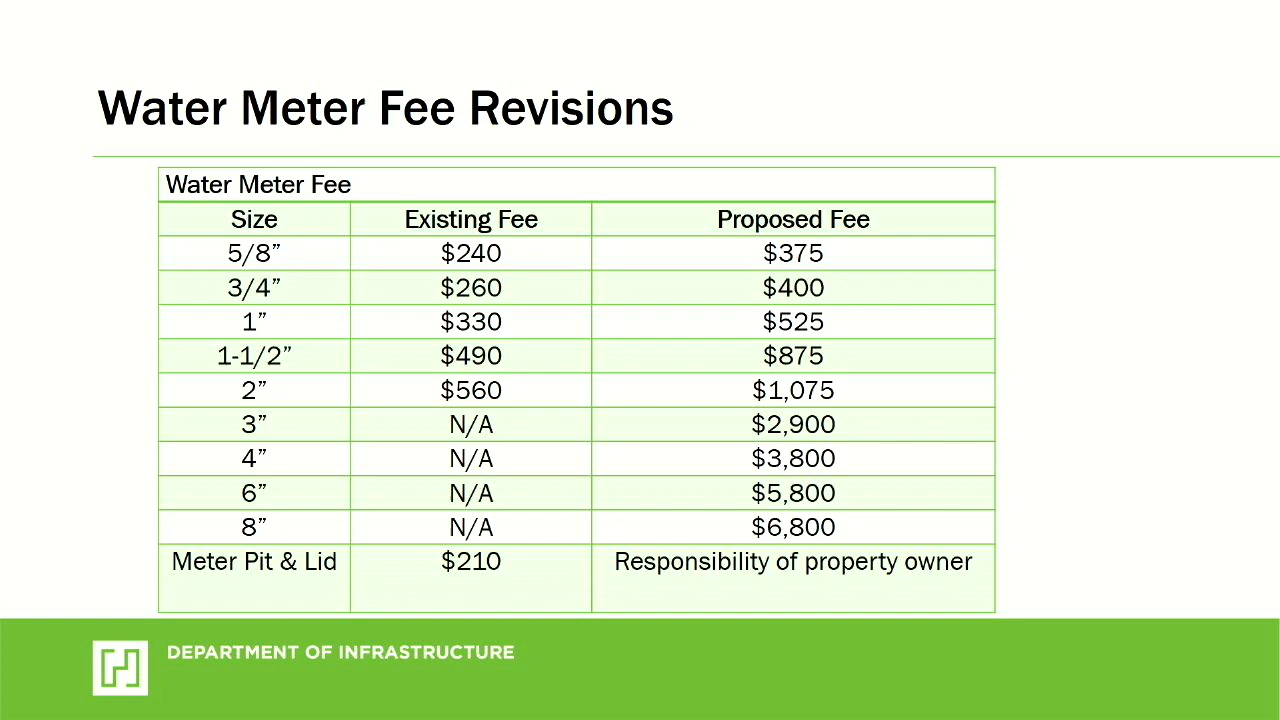 Water Meter Fee Revisions
Water Meter Fee
Size Existing Fee Proposed Fee
5/8” $240 $375
3/4” $260 $400
1” $330 $525
1-1/2” $490 $875
2” $560 $1,075
3” N/A $2,900
4” N/A $3,800
6” N/A $5,800
8” N/A $6,800
Meter Pit & Lid $210 Responsibility of property owner
DEPARTMENT OF INFRASTRUCTURE